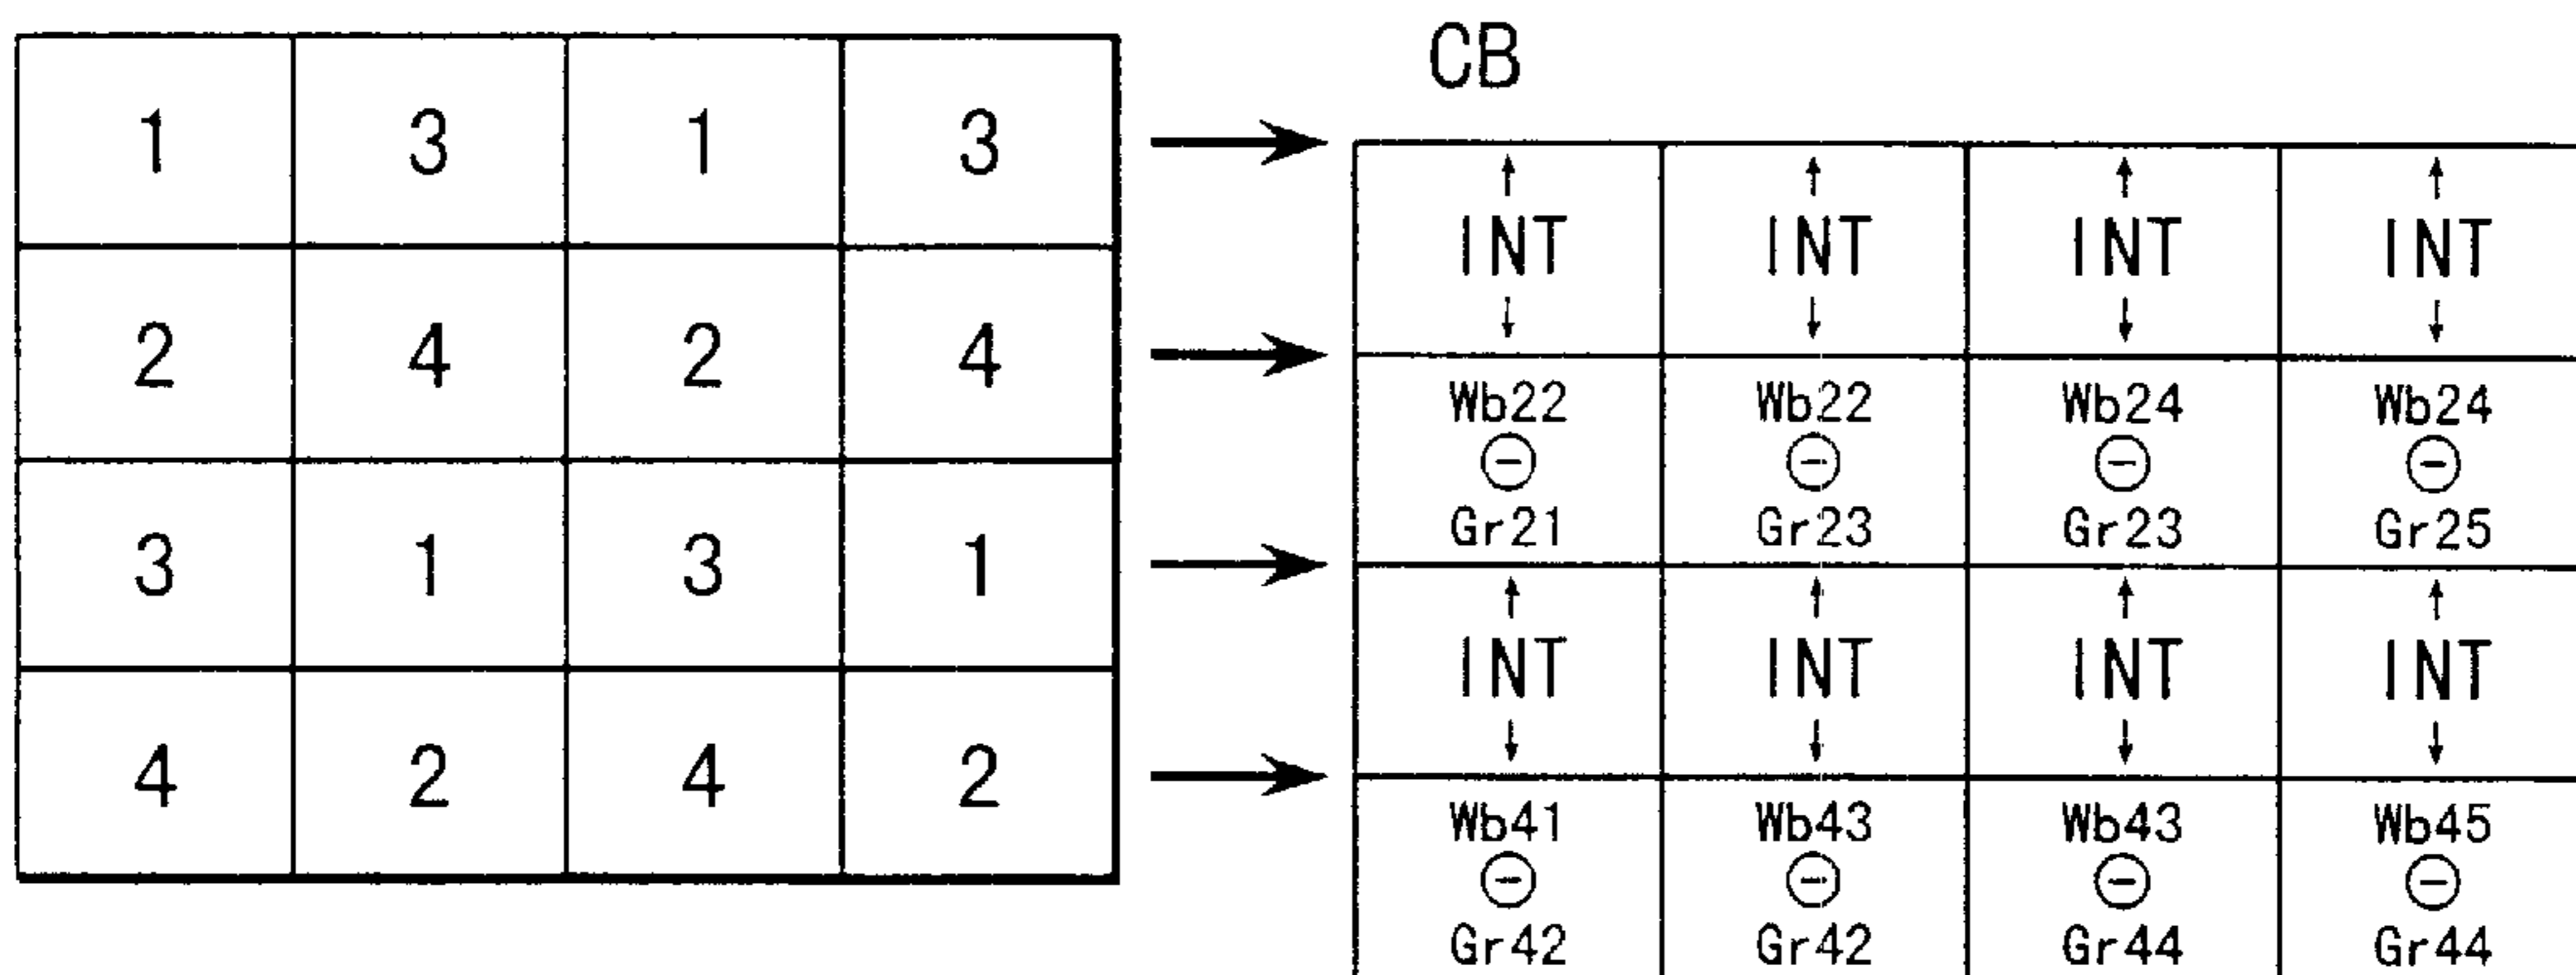 1 3 1 3
2 4 2 4
3 1 3 1
4 2 4 2
CB
INT INT INT INT
Wb22 Wb22 Wb24 Wb24
⊖ ⊖ ⊖ ⊖
Gr21 Gr23 Gr23 Gr25
INT INT INT INT
Wb41 Wb43 Wb43 Wb45
⊖ ⊖ ⊖ ⊖
Gr42 Gr42 Gr44 Gr44